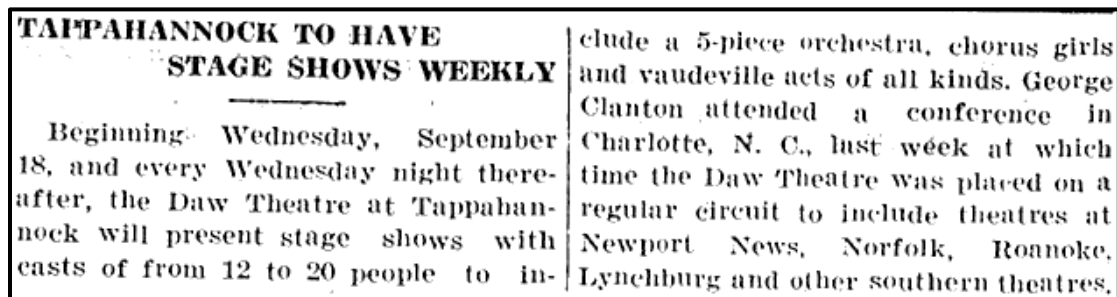 TAPPAHANNOCK TO HAVE
STAGE SHOWS WEEKLY
Beginning Wednesday, September
18, and every Wednesday night there-
after, the Daw Theatre at Tappahan-
nock will present stage shows with
casts of from 12 to 20 people to in-
clude a 5-piece orchestra, chorus girls
and vaudeville acts of all kinds. George
Clanton attended a conference in
Charlotte, N. C., last week at which
time the Daw Theatre was placed on a
regular circuit to include theatres at
Newport News, Norfolk, Roanoke,
Lynchburg and other southern theatres.